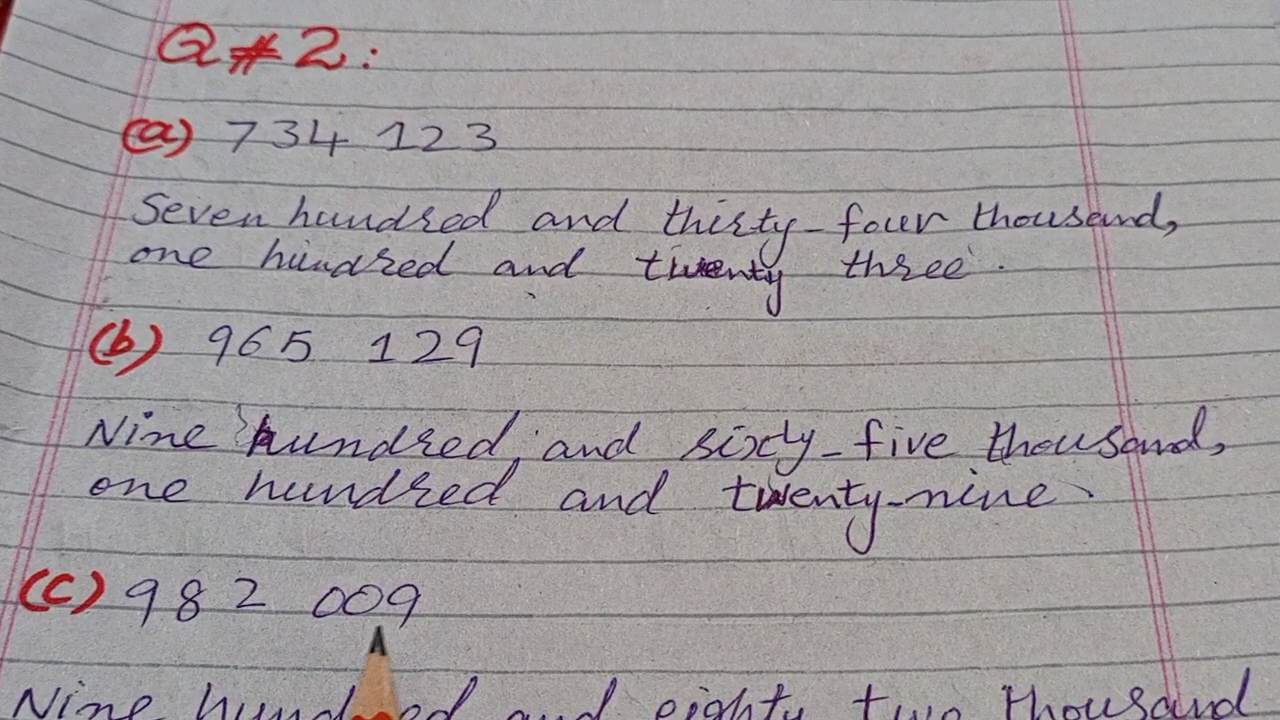 Q # 2 :
(a) 734 123
Seven hundred and thirty-four thousand,
one hundred and twenty three.
(b) 965 129
Nine hundred, and sixty-five thousand,
one hundred and twenty-nine.
(c) 982 009
Nine hundred and eighty two thousand